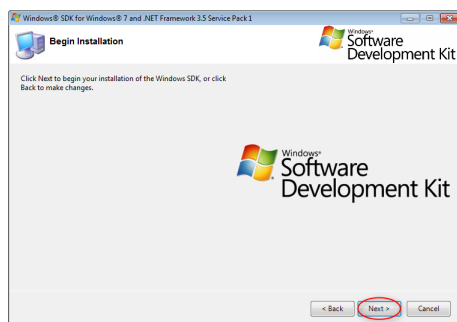 Windows® SDK for Windows® 7 and .NET Framework 3.5 Service Pack 1
Begin Installation
Windows®
Software
Development Kit
Click Next to begin your installation of the Windows SDK, or click
Back to make changes.
Windows®
Software
Development Kit
< Back
Next >
Cancel